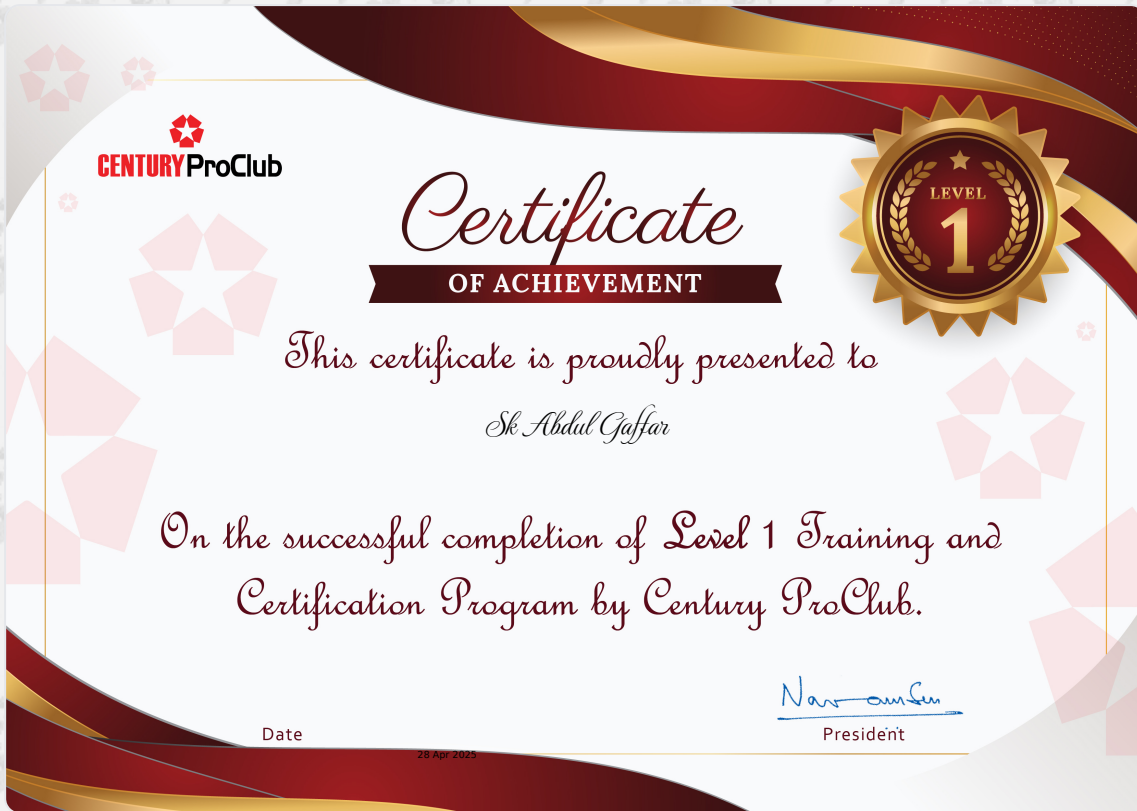 CENTURY ProClub
LEVEL
1
Certificate
OF ACHIEVEMENT
This certificate is proudly presented to
Sk Abdul Gaffar
On the successful completion of Level 1 Training and
Certification Program by Century ProClub.
Date
President
28 Apr 2025